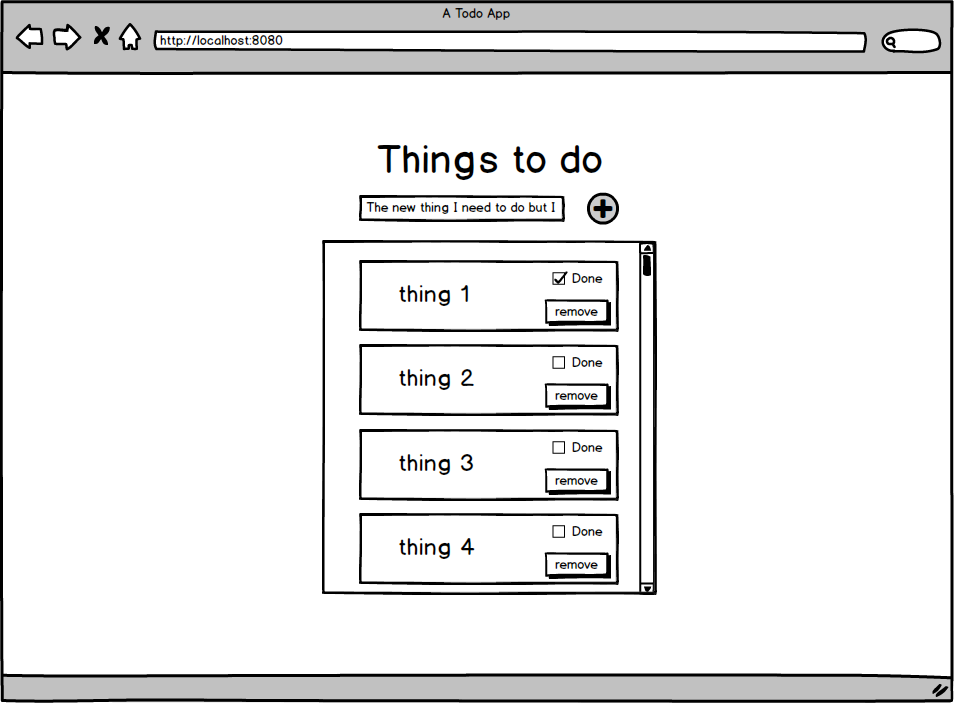 A Todo App
http://localhost:8080
Things to do
The new thing I need to do but I
thing 1
Done
remove
thing 2
Done
remove
thing 3
Done
remove
thing 4
Done
remove